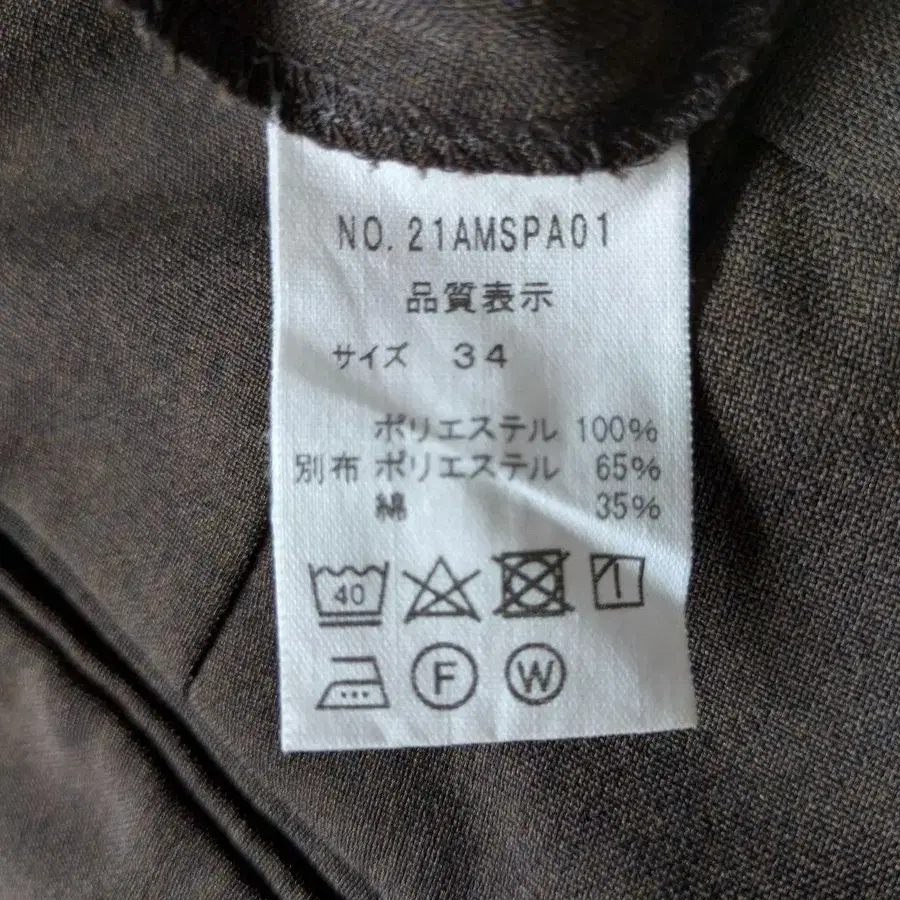 NO. 21AMSPA01
品質表示
サイズ 34
ポリエステル 100%
別布 ポリエステル 65%
綿 35%
40
F W